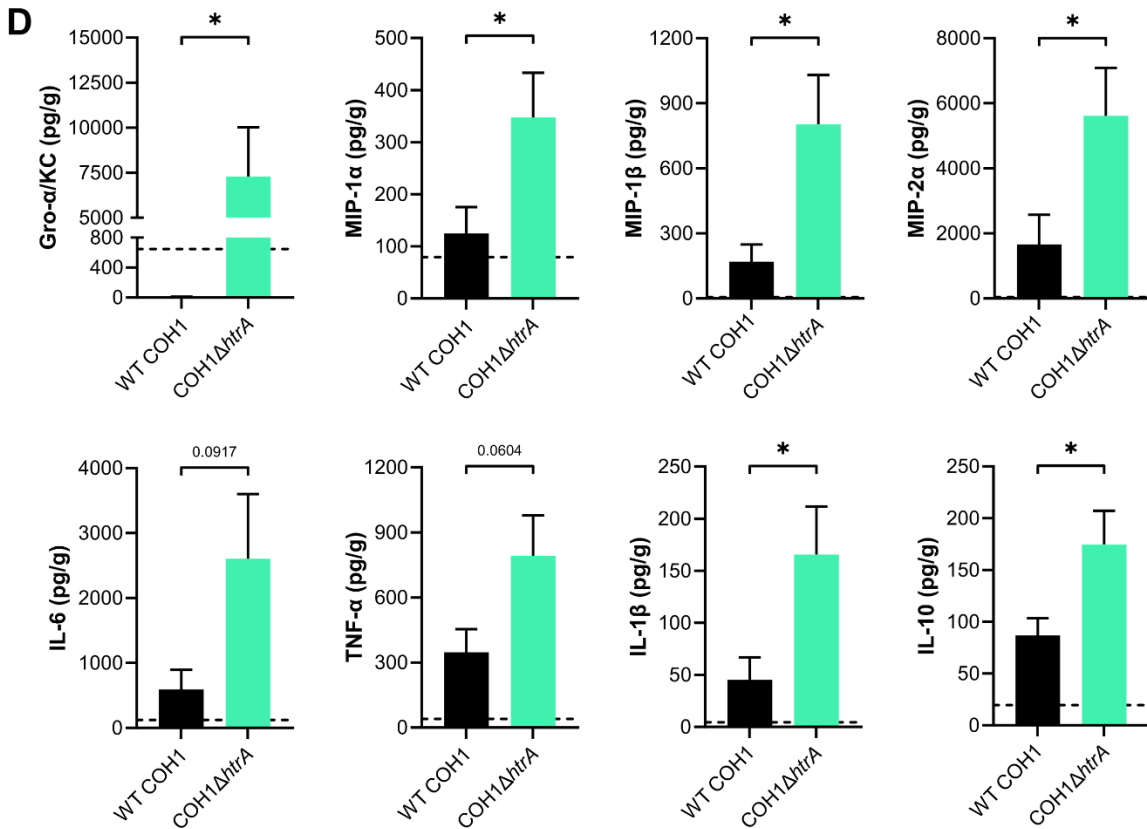 D
Gro-α/KC (pg/g)
15000
12500
10000
7500
5000
800
400
0
*
WT COH1
COH1ΔhtrA
MIP-1α (pg/g)
500
400
300
200
100
0
*
WT COH1
COH1ΔhtrA
MIP-1β (pg/g)
1200
900
600
300
0
*
WT COH1
COH1ΔhtrA
MIP-2α (pg/g)
8000
6000
4000
2000
0
*
WT COH1
COH1ΔhtrA
IL-6 (pg/g)
4000
3000
2000
1000
0
0.0917
WT COH1
COH1ΔhtrA
TNF-α (pg/g)
1200
900
600
300
0
0.0604
WT COH1
COH1ΔhtrA
IL-1β (pg/g)
250
200
150
100
50
0
*
WT COH1
COH1ΔhtrA
IL-10 (pg/g)
250
200
150
100
50
0
*
WT COH1
COH1ΔhtrA